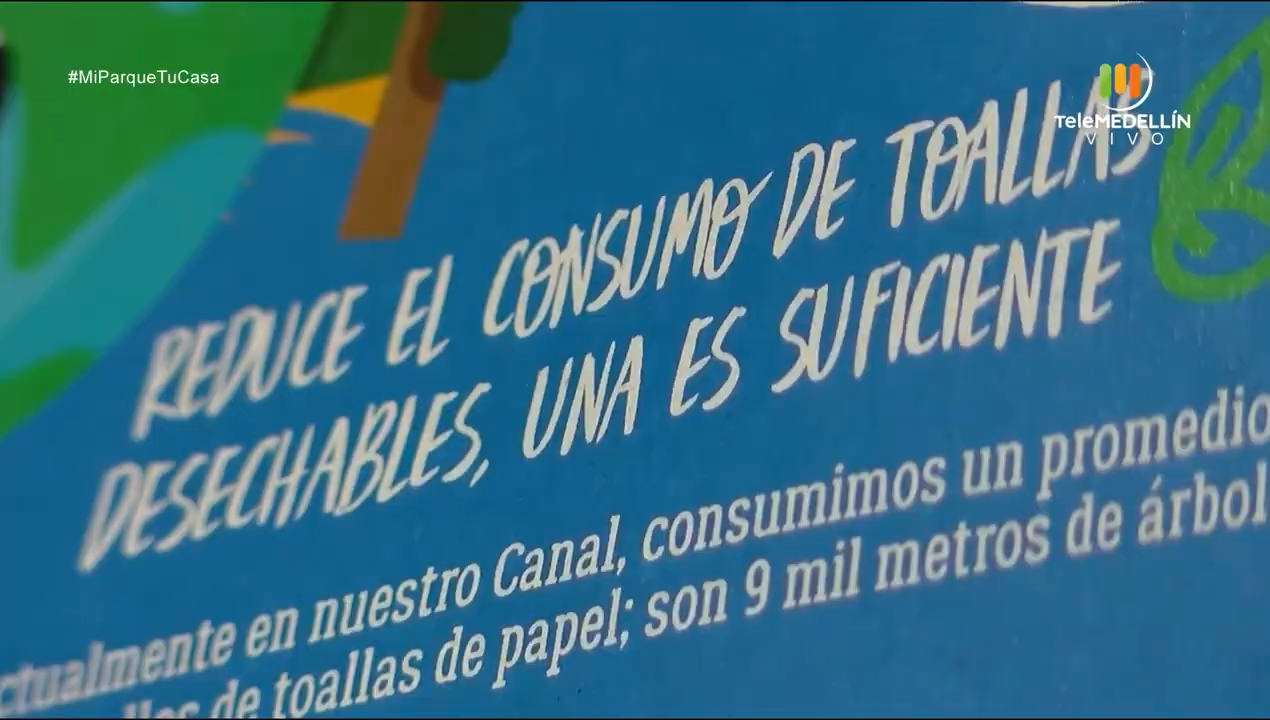 #MiParqueTuCasa
TeleMEDELLÍN
VIVO
REDUCE EL CONSUMO DE TOALLAS
DESECHABLES, UNA ES SUFICIENTE
ctualmente en nuestro Canal, consumimos un promedio
de toallas de papel; son 9 mil metros de árbol